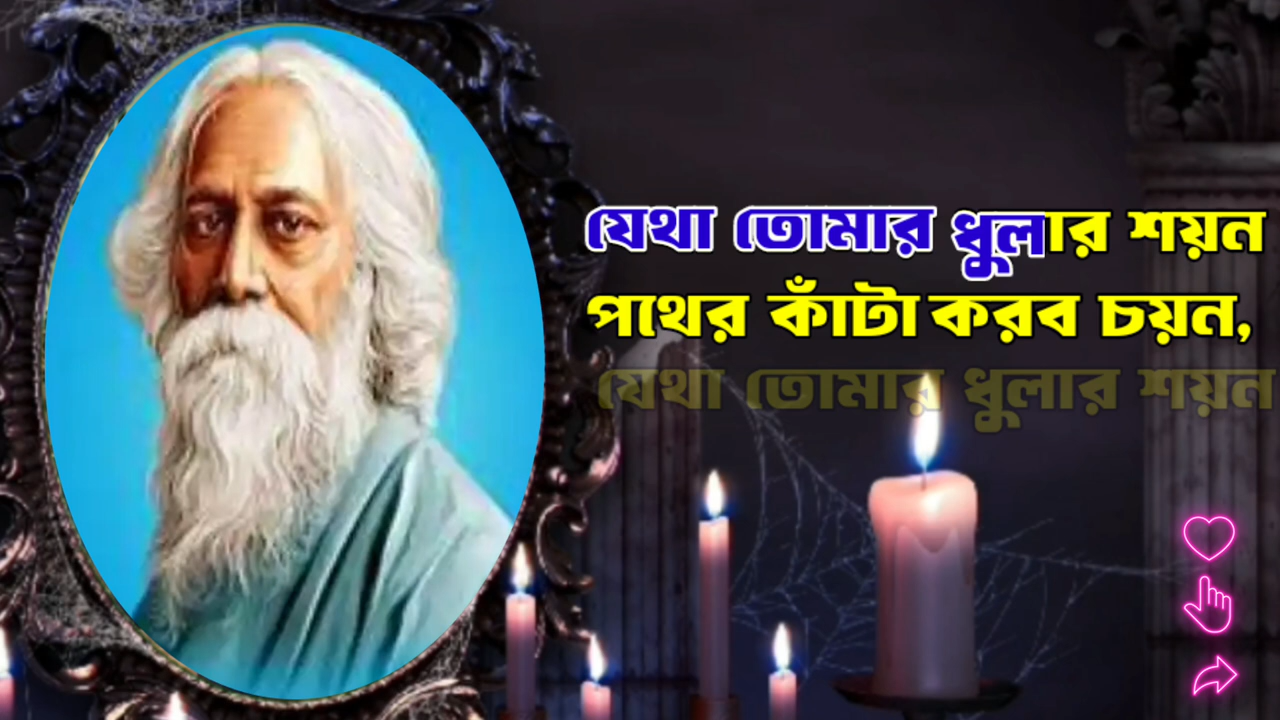 যেথা তোমার ধুলার শয়ন
পথের কাঁটা করব চয়ন,
যেথা তোমার ধুলার শয়ন